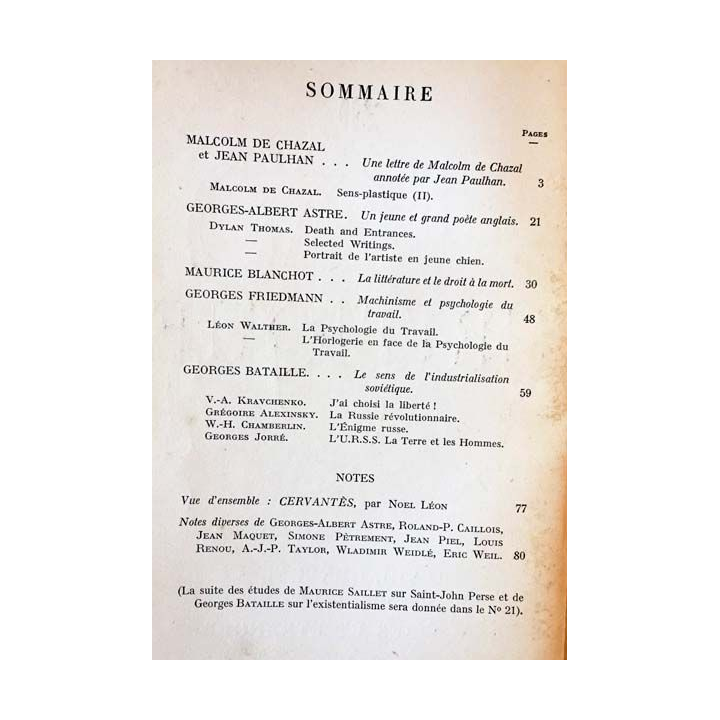 SOMMAIRE
PAGES
MALCOLM DE CHAZAL
et JEAN PAULHAN . . . Une lettre de Malcolm de Chazal
annotée par Jean Paulhan. 3
MALCOLM DE CHAZAL. Sens-plastique (II).
GEORGES-ALBERT ASTRE. Un jeune et grand poète anglais. 21
DYLAN THOMAS. Death and Entrances.
— Selected Writings.
— Portrait de l'artiste en jeune chien.
MAURICE BLANCHOT . . . La littérature et le droit à la mort. 30
GEORGES FRIEDMANN . . Machinisme et psychologie du
travail. 48
LÉON WALTHER. La Psychologie du Travail.
— L'Horlogerie en face de la Psychologie du
Travail.
GEORGES BATAILLE. . . . Le sens de l'industrialisation
soviétique. 59
V.-A. KRAVCHENKO. J'ai choisi la liberté !
GRÉGOIRE ALEXINSKY. La Russie révolutionnaire.
W.-H. CHAMBERLIN. L'Énigme russe.
GEORGES JORRÉ. L'U.R.S.S. La Terre et les Hommes.
NOTES
Vue d'ensemble : CERVANTÈS, par NOEL LÉON 77
Notes diverses de GEORGES-ALBERT ASTRE, ROLAND-P. CAILLOIS,
JEAN MAQUET, SIMONE PÈTREMENT, JEAN PIEL, LOUIS
RENOU, A.-J.-P. TAYLOR, WLADIMIR WEIDLÉ, ERIC WEIL. 80
(La suite des études de MAURICE SAILLET sur Saint-John Perse et de
Georges BATAILLE sur l'existentialisme sera donnée dans le Nº 21).